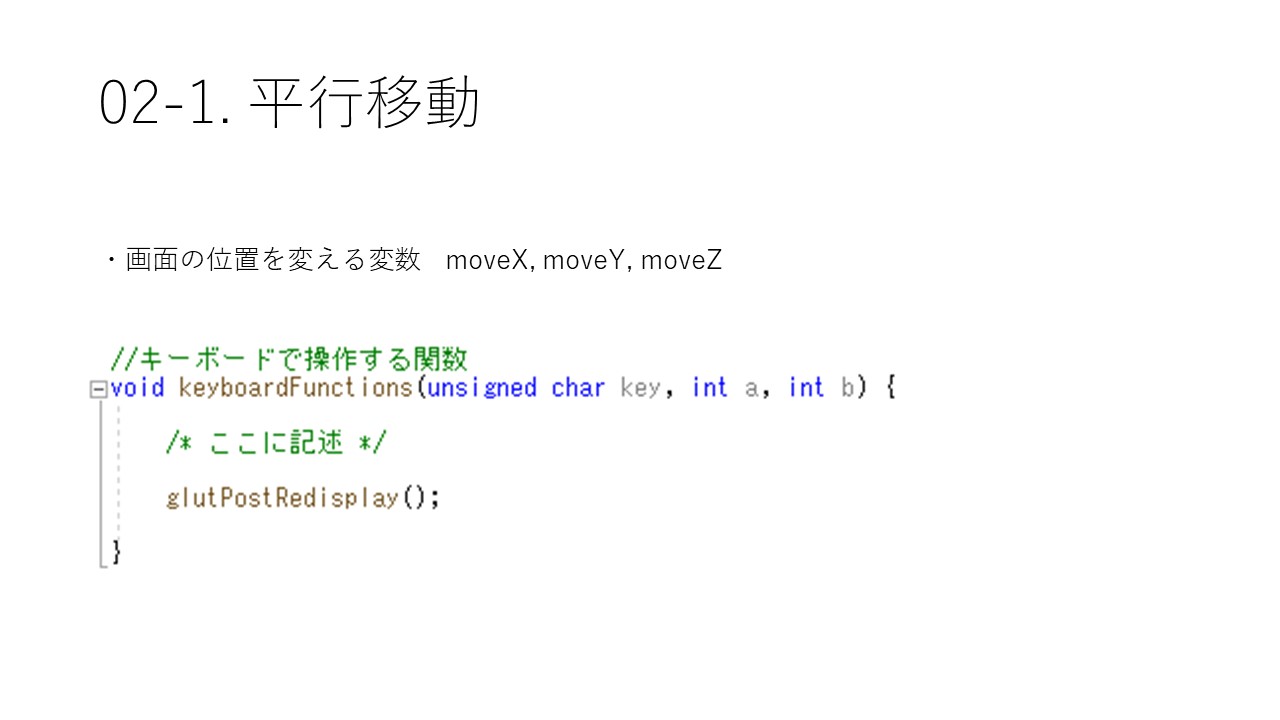 02-1. 平行移動
・画面の位置を変える変数　moveX, moveY, moveZ
//キーボードで操作する関数
void keyboardFunctions(unsigned char key, int a, int b) {
/* ここに記述 */
glutPostRedisplay();
}